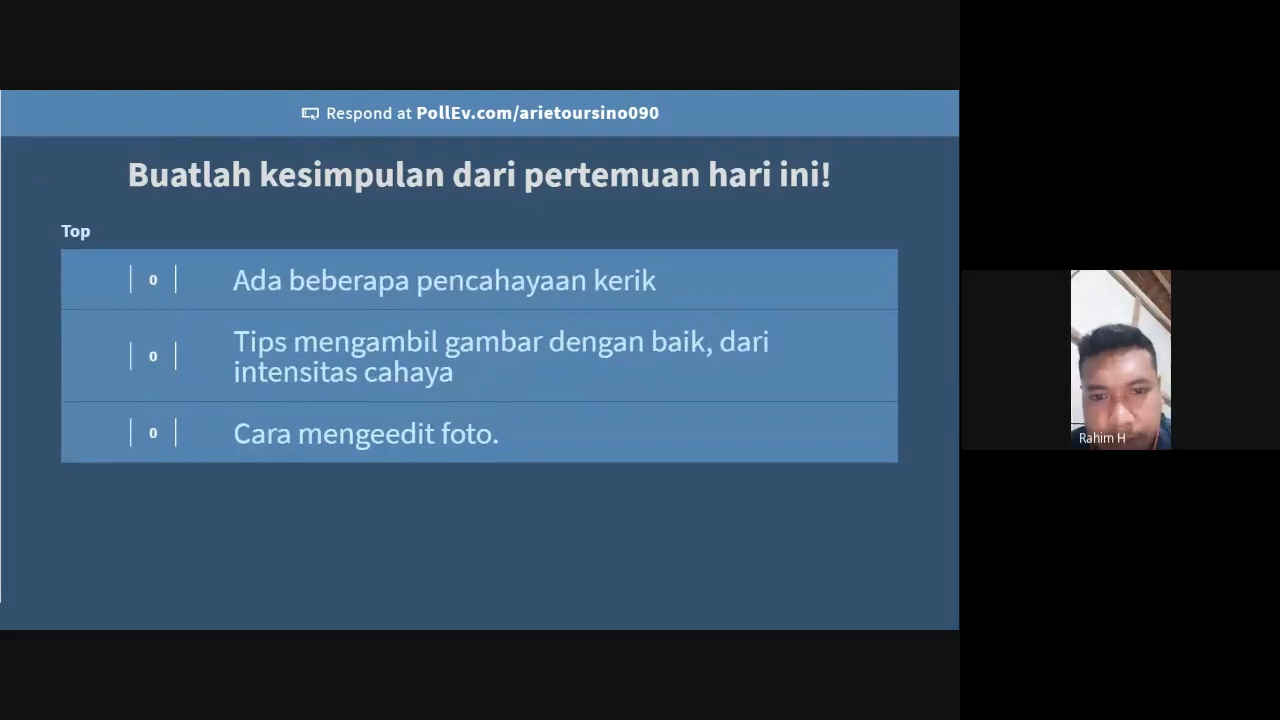 Respond at PollEv.com/arietoursino090
Buatlah kesimpulan dari pertemuan hari ini!
Top
0
Ada beberapa pencahayaan kerik
0
Tips mengambil gambar dengan baik, dari
intensitas cahaya
0
Cara mengeedit foto.
Rahim H